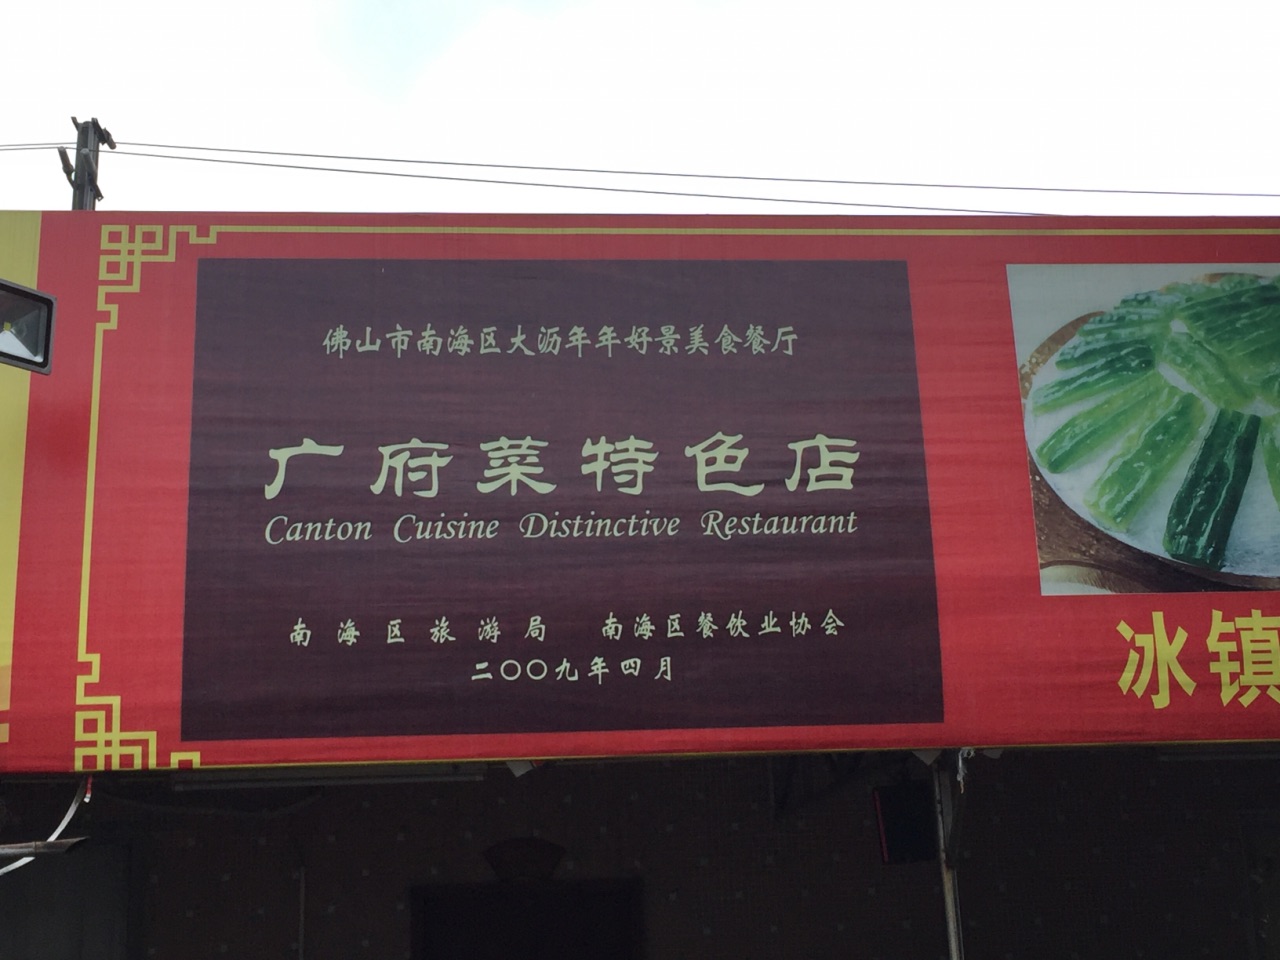 佛山市南海区大沥年年好景美食餐厅
广府菜特色店
Canton Cuisine Distinctive Restaurant
南海区旅游局 南海区餐饮业协会
二〇〇九年四月
冰镇